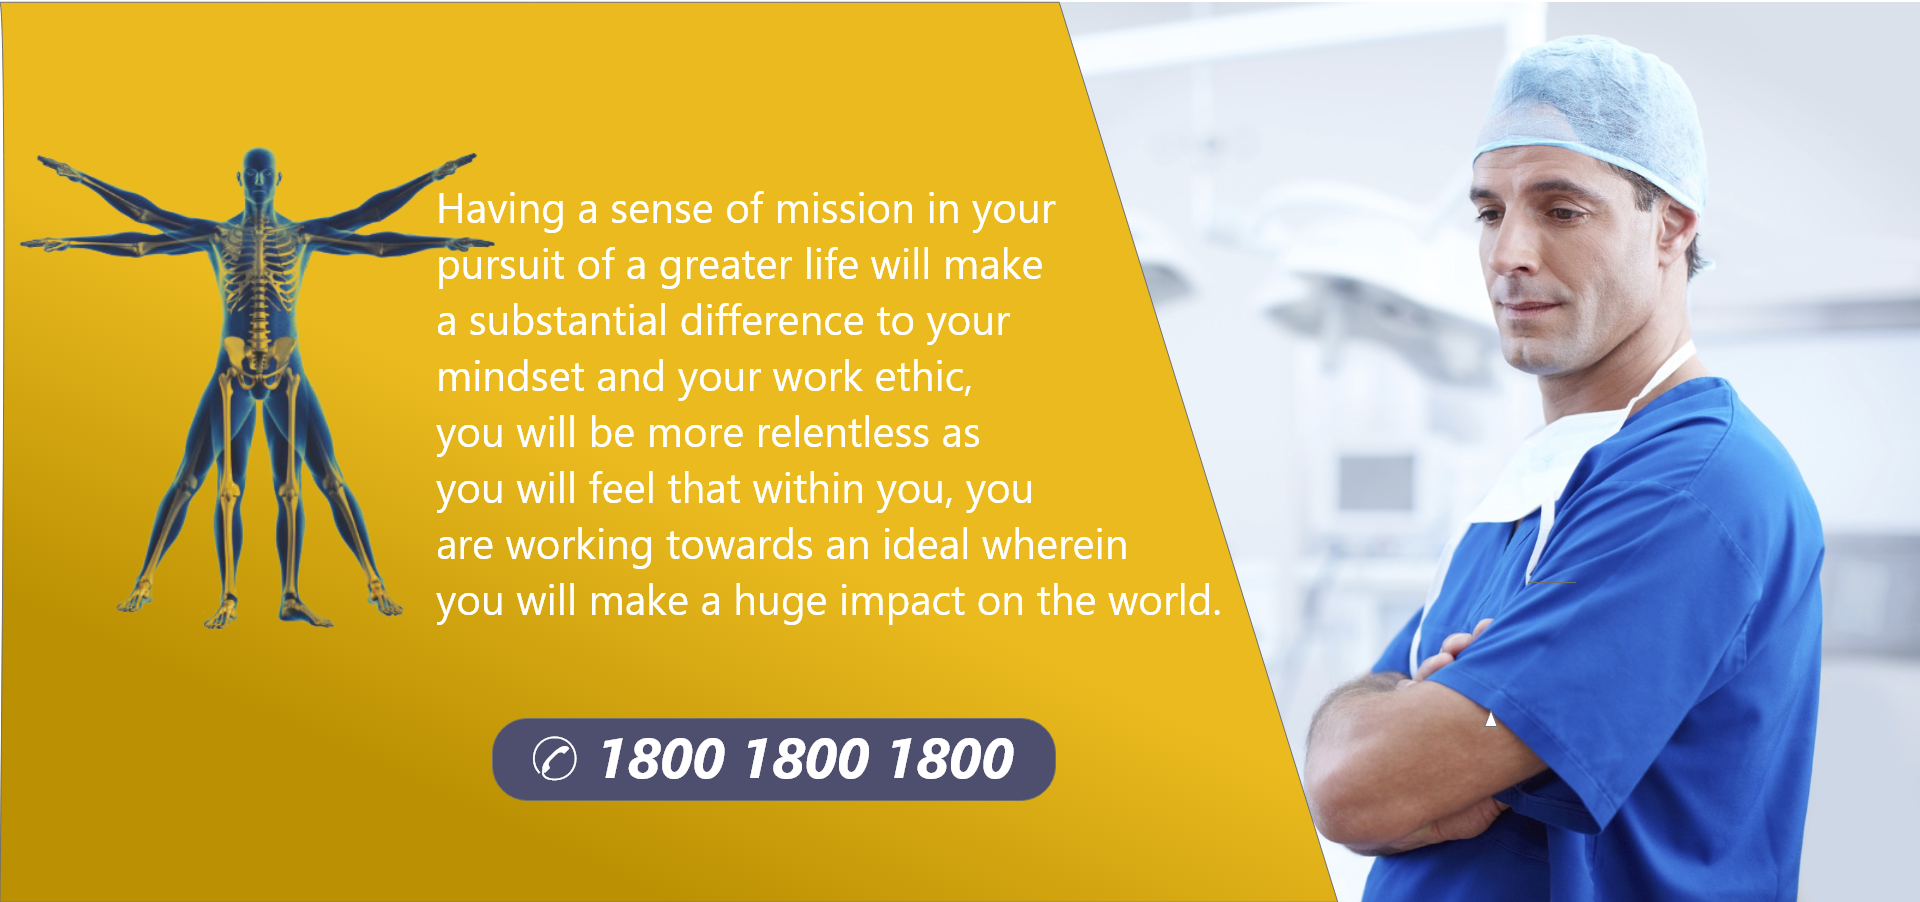 Having a sense of mission in your
pursuit of a greater life will make
a substantial difference to your
mindset and your work ethic,
you will be more relentless as
you will feel that within you, you
are working towards an ideal wherein
you will make a huge impact on the world.
1800 1800 1800